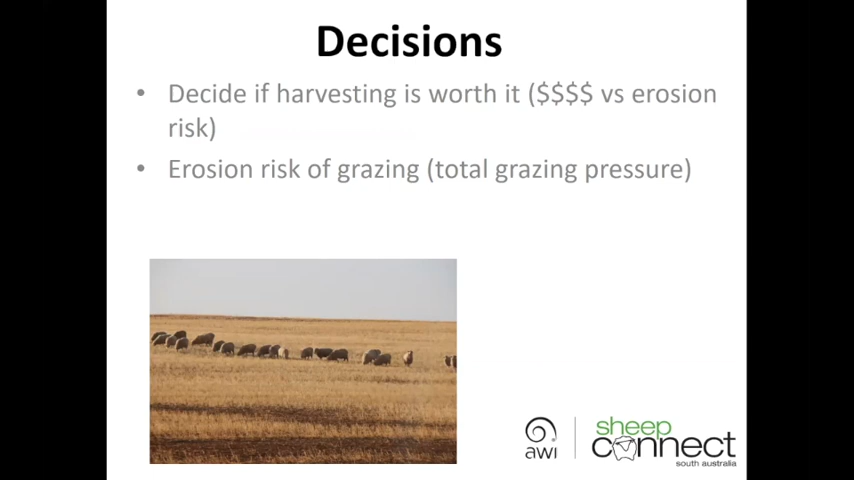 Decisions
• Decide if harvesting is worth it ($$$$ vs erosion
risk)
• Erosion risk of grazing (total grazing pressure)
awi
sheep
connect
south australia